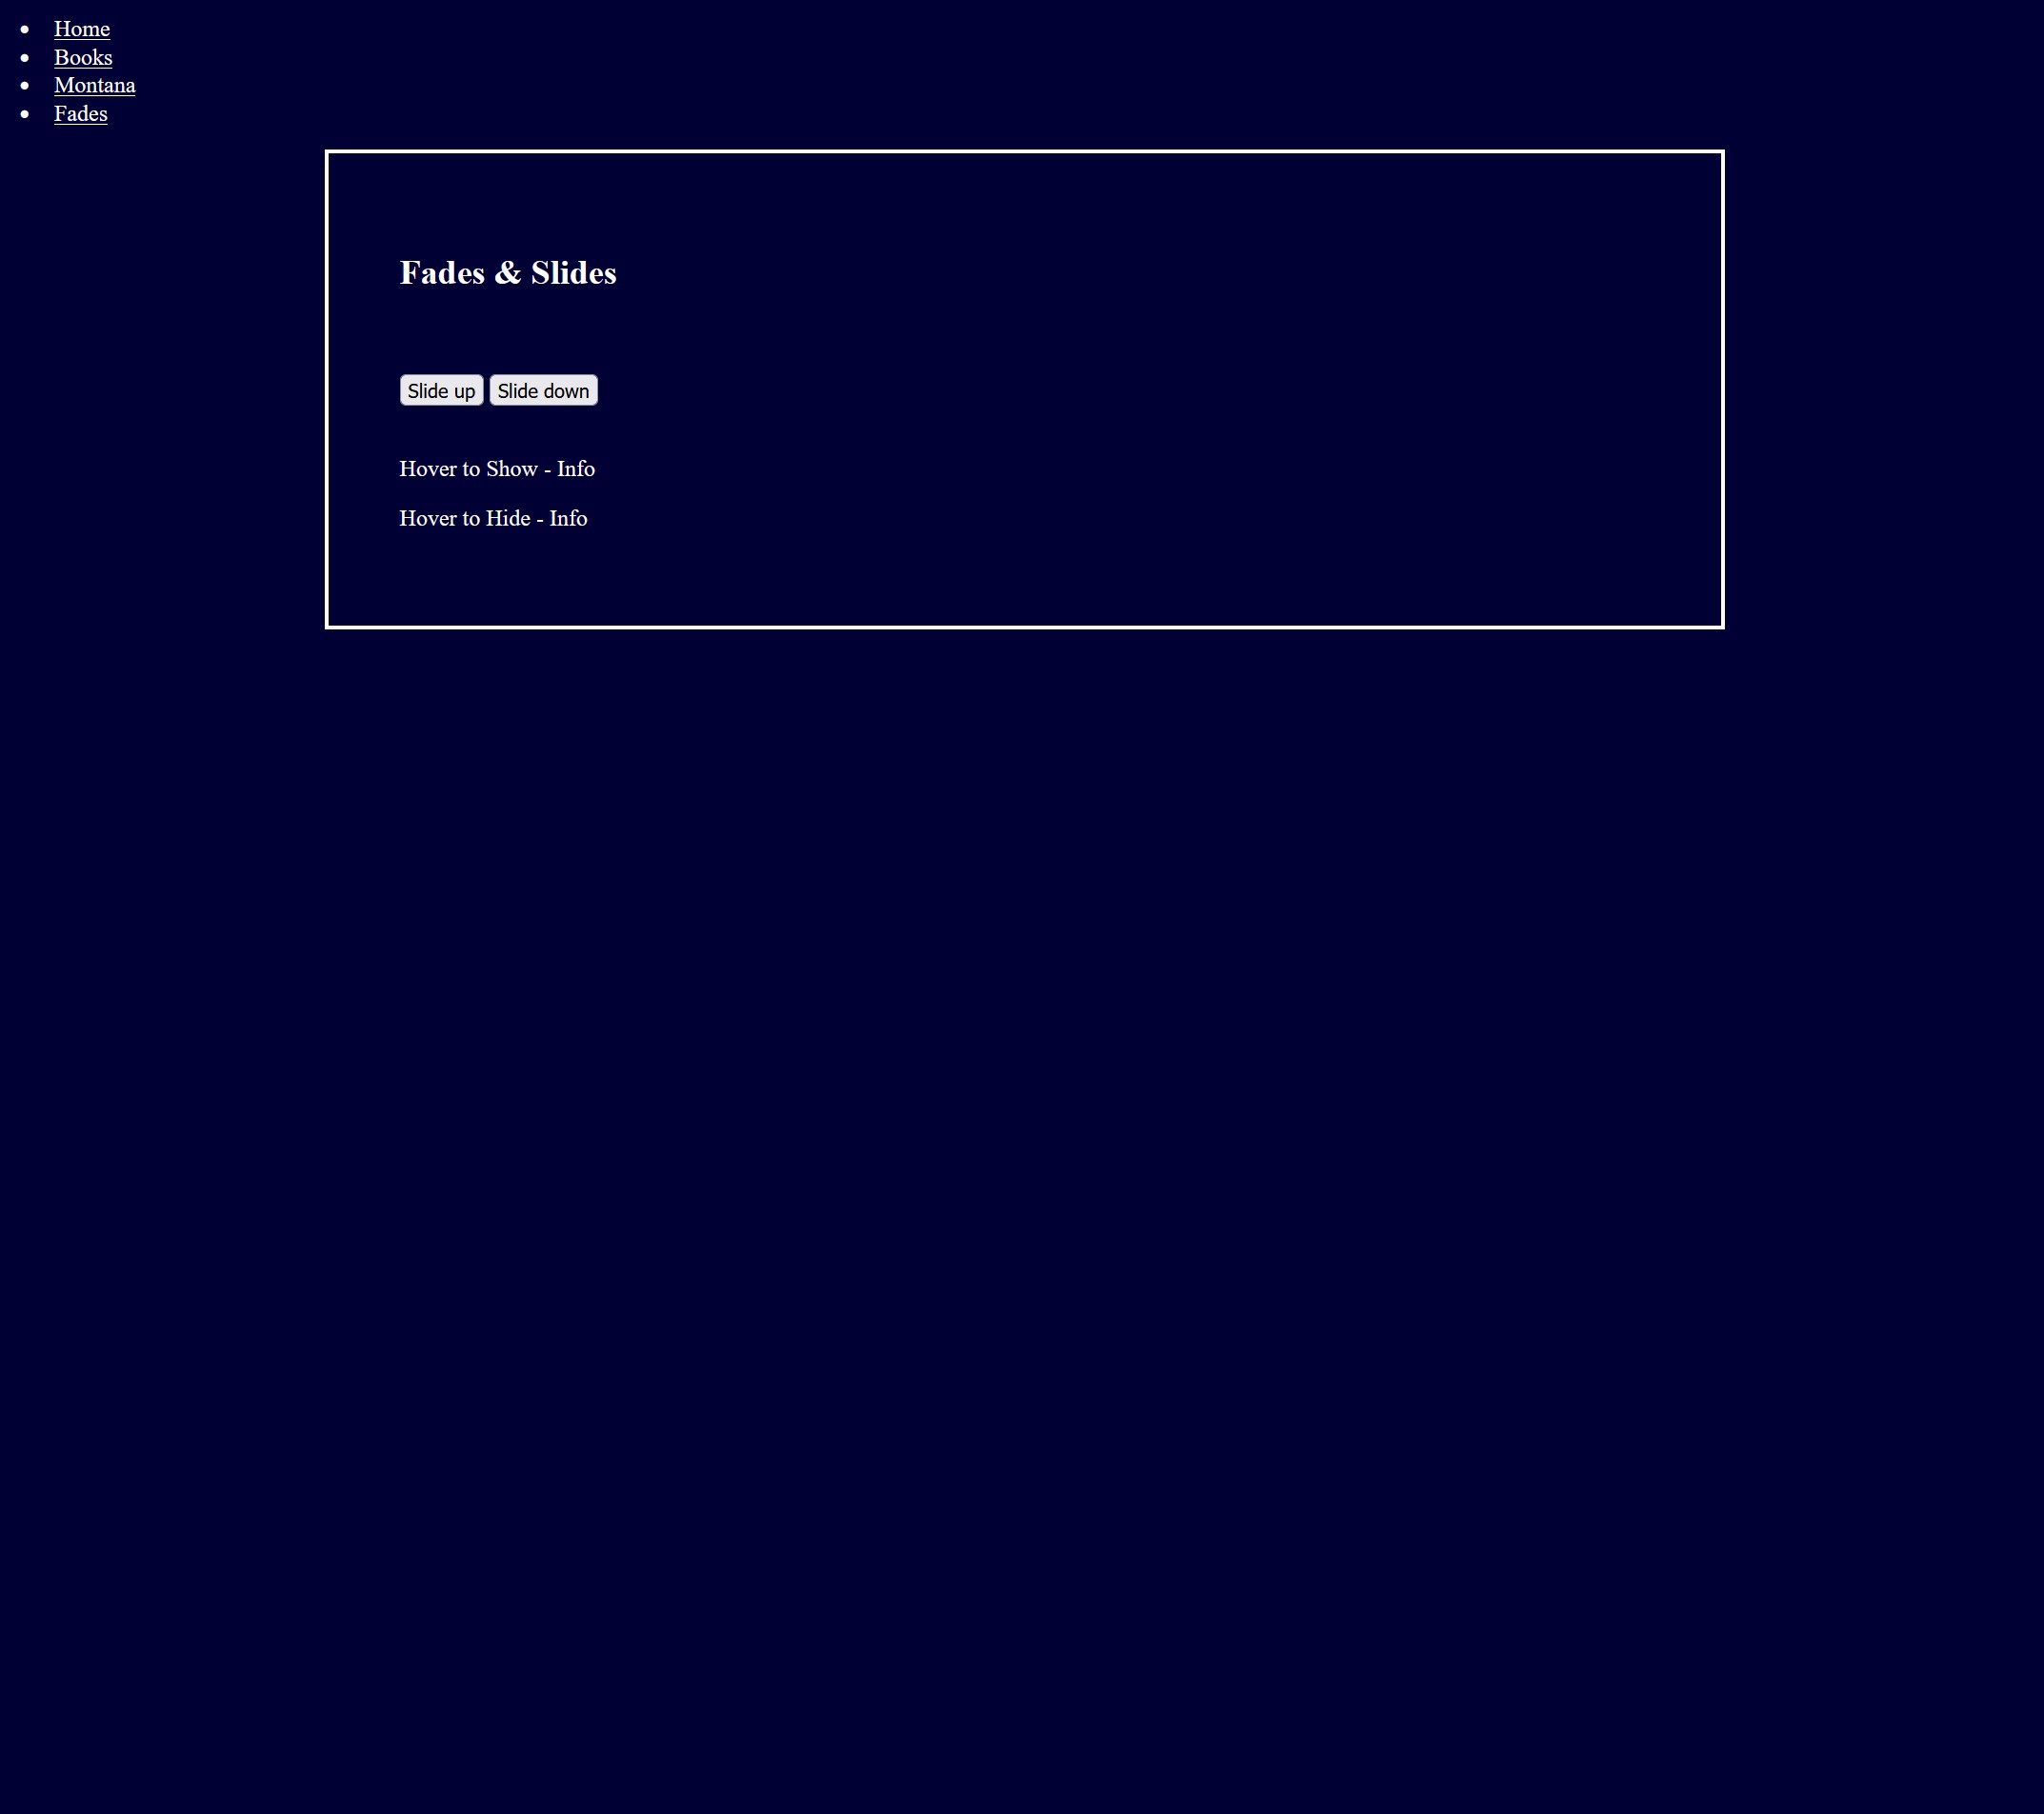 Home
Books
Montana
Fades
Fades & Slides
Slide up Slide down
Hover to Show - Info
Hover to Hide - Info